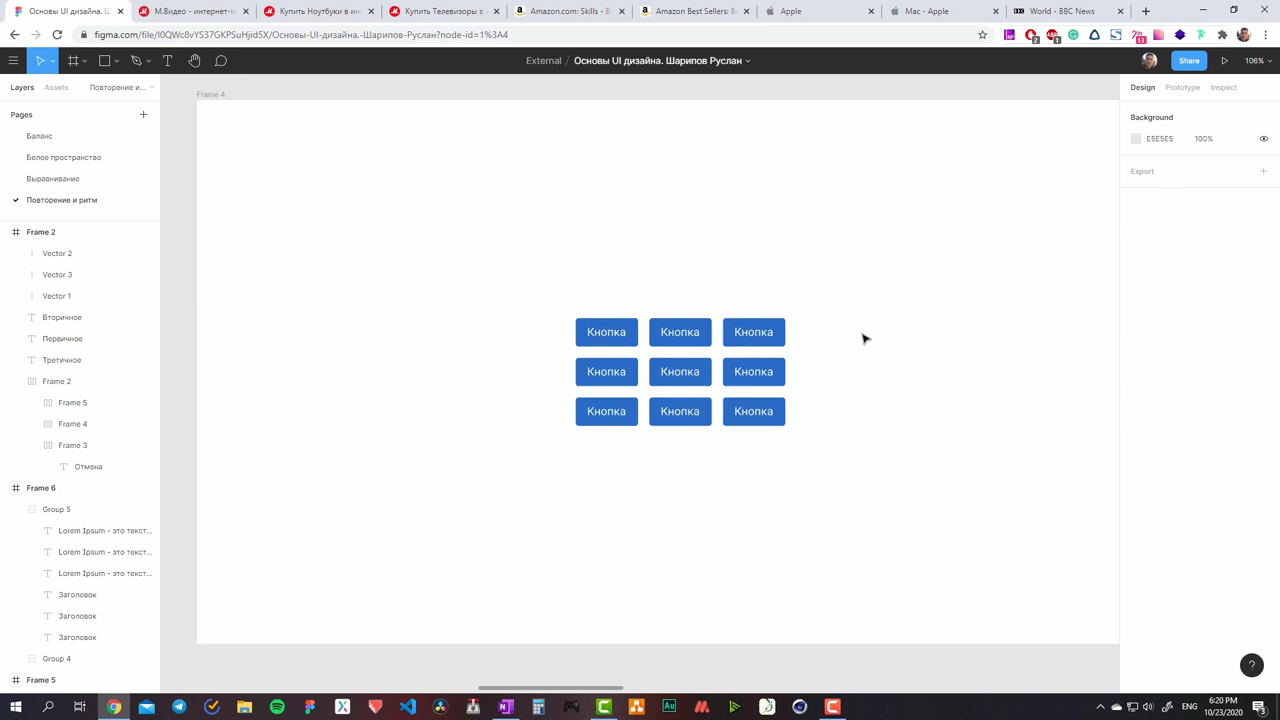 Основы UI-дизайна. Ш
М.Видео - интернет-м
Купить Ноутбуки в ин
Купить Телевизоры в
Amazon.com: Skills - B
Amazon Best Sellers: B
Apple
Mac - Apple
World - BBC News
figma.com/file/l0QWc8vYS37GKPSuHjid5X/Основы-UI-дизайна.-Шарипов-Руслан?node-id=1%3A4
External / Основы UI дизайна. Шарипов Руслан
Share
106%
Layers
Assets
Повторение и...
Pages
Баланс
Белое пространство
Выравнивание
Повторение и ритм
Frame 2
Vector 2
Vector 3
Vector 1
Вторичное
Первичное
Третичное
Frame 2
Frame 5
Frame 4
Frame 3
Отмена
Frame 6
Group 5
Lorem Ipsum - это текст...
Lorem Ipsum - это текст...
Lorem Ipsum - это текст...
Заголовок
Заголовок
Заголовок
Group 4
Frame 5
Frame 4
Кнопка Кнопка Кнопка
Кнопка Кнопка Кнопка
Кнопка Кнопка Кнопка
Design
Prototype
Inspect
Background
E5E5E5 100%
Export
?
ENG
6:20 PM
10/23/2020
3